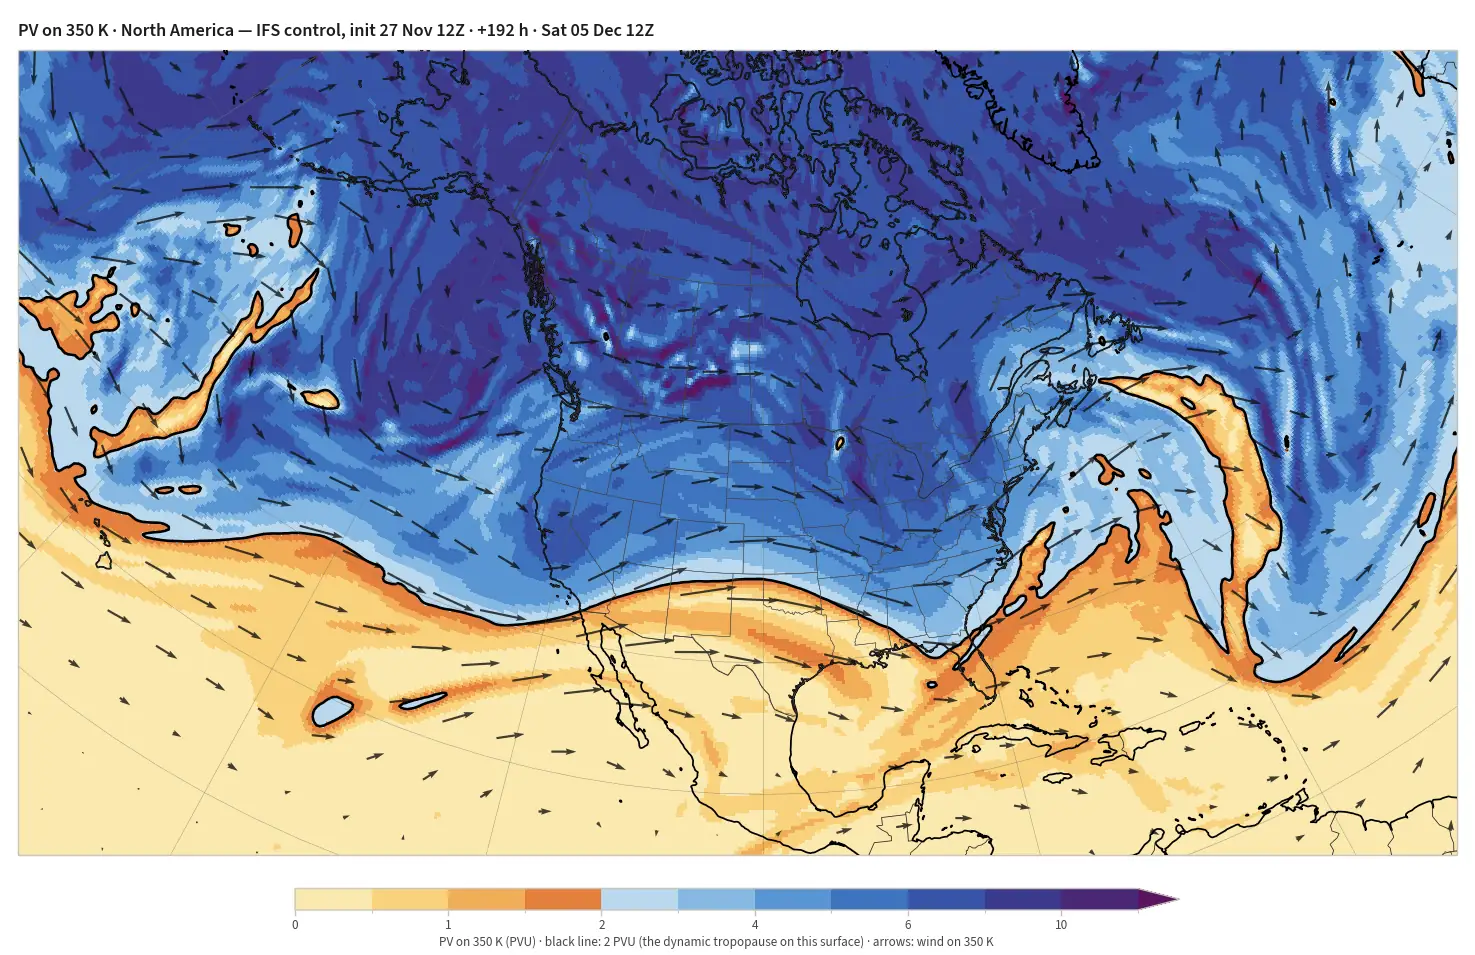 PV on 350 K · North America — IFS control, init 27 Nov 12Z · +192 h · Sat 05 Dec 12Z
0 1 2 4 6 10
PV on 350 K (PVU) · black line: 2 PVU (the dynamic tropopause on this surface) · arrows: wind on 350 K